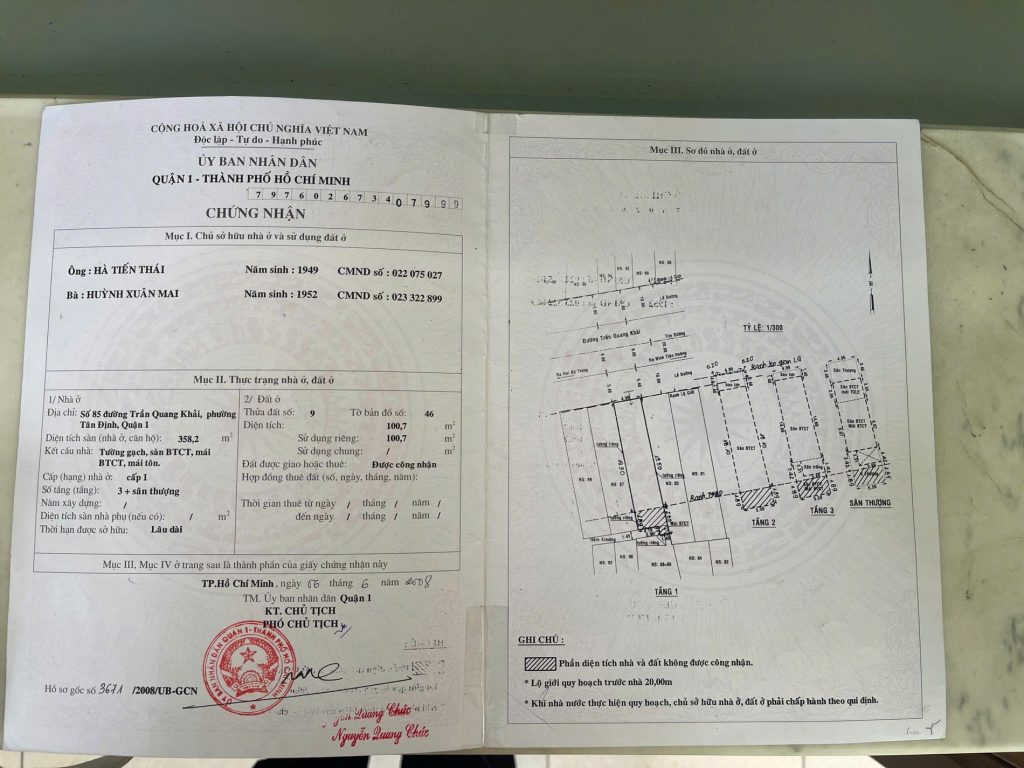 CỘNG HOÀ XÃ HỘI CHỦ NGHĨA VIỆT NAM
Độc lập - Tự do - Hạnh phúc
ỦY BAN NHÂN DÂN
QUẬN 1 - THÀNH PHỐ HỒ CHÍ MINH
797602673407999
CHỨNG NHẬN
Mục I. Chủ sở hữu nhà ở và sử dụng đất ở
Ông : HÀ TIẾN THÁI Năm sinh : 1949 CMND số : 022 075 027
Bà : HUỲNH XUÂN MAI Năm sinh : 1952 CMND số : 023 322 899
Mục II. Thực trạng nhà ở, đất ở
1/ Nhà ở
Địa chỉ: Số 85 đường Trần Quang Khải, phường
Tân Định, Quận 1
Diện tích sàn (nhà ở, căn hộ): 358,2 m²
Kết cấu nhà: Tường gạch, sàn BTCT, mái
BTCT, mái tôn.
Cấp (hạng) nhà ở: cấp 1
Số tầng (tầng): 3 + sân thượng
Năm xây dựng: /
Diện tích sàn nhà phụ (nếu có): / m²
Thời hạn được sở hữu: Lâu dài
2/ Đất ở
Thửa đất số: 9 Tờ bản đồ số: 46
Diện tích: 100,7 m²
Sử dụng riêng: 100,7 m²
Sử dụng chung: / m²
Đất được giao hoặc thuê: Được công nhận
Hợp đồng thuê đất (số, ngày, tháng, năm):
Thời gian thuê từ ngày / tháng / năm /
đến ngày / tháng / năm /
Mục III, Mục IV ở trang sau là thành phần của giấy chứng nhận này
TP.Hồ Chí Minh, ngày 06 tháng 6 năm 2008
TM. Ủy ban nhân dân Quận 1
KT. CHỦ TỊCH
PHÓ CHỦ TỊCH
Hồ sơ gốc số 3671 /2008/UB-GCN
Nguyễn Quang Chức
Mục III. Sơ đồ nhà ở, đất ở
TỶ LỆ: 1/300
Đường Trần Quang Khải
Tim Đường
Lề Đường
Ranh Lộ Giới
Sân BTCT
TẦNG 1
TẦNG 2
TẦNG 3
SÂN THƯỢNG
GHI CHÚ :
Phần diện tích nhà và đất không được công nhận.
* Lộ giới quy hoạch trước nhà 20,00m
* Khi nhà nước thực hiện quy hoạch, chủ sở hữu nhà ở, đất ở phải chấp hành theo qui định.